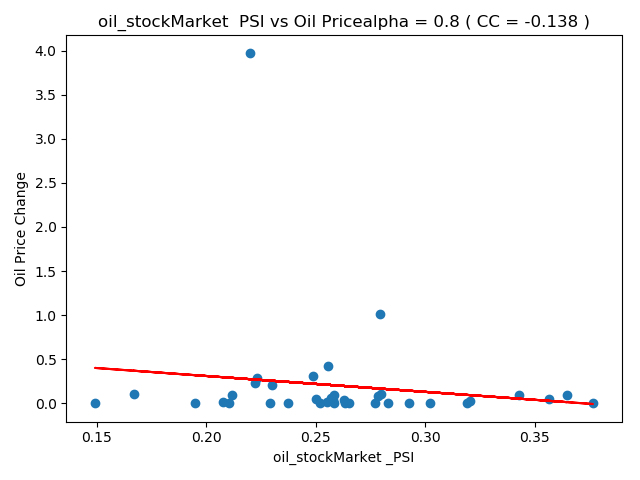 oil_stockMarket  PSI vs Oil Pricealpha = 0.8 ( CC = -0.138 )
4.0
3.5
3.0
2.5
2.0
1.5
1.0
0.5
0.0
Oil Price Change
0.15 0.20 0.25 0.30 0.35
oil_stockMarket _PSI